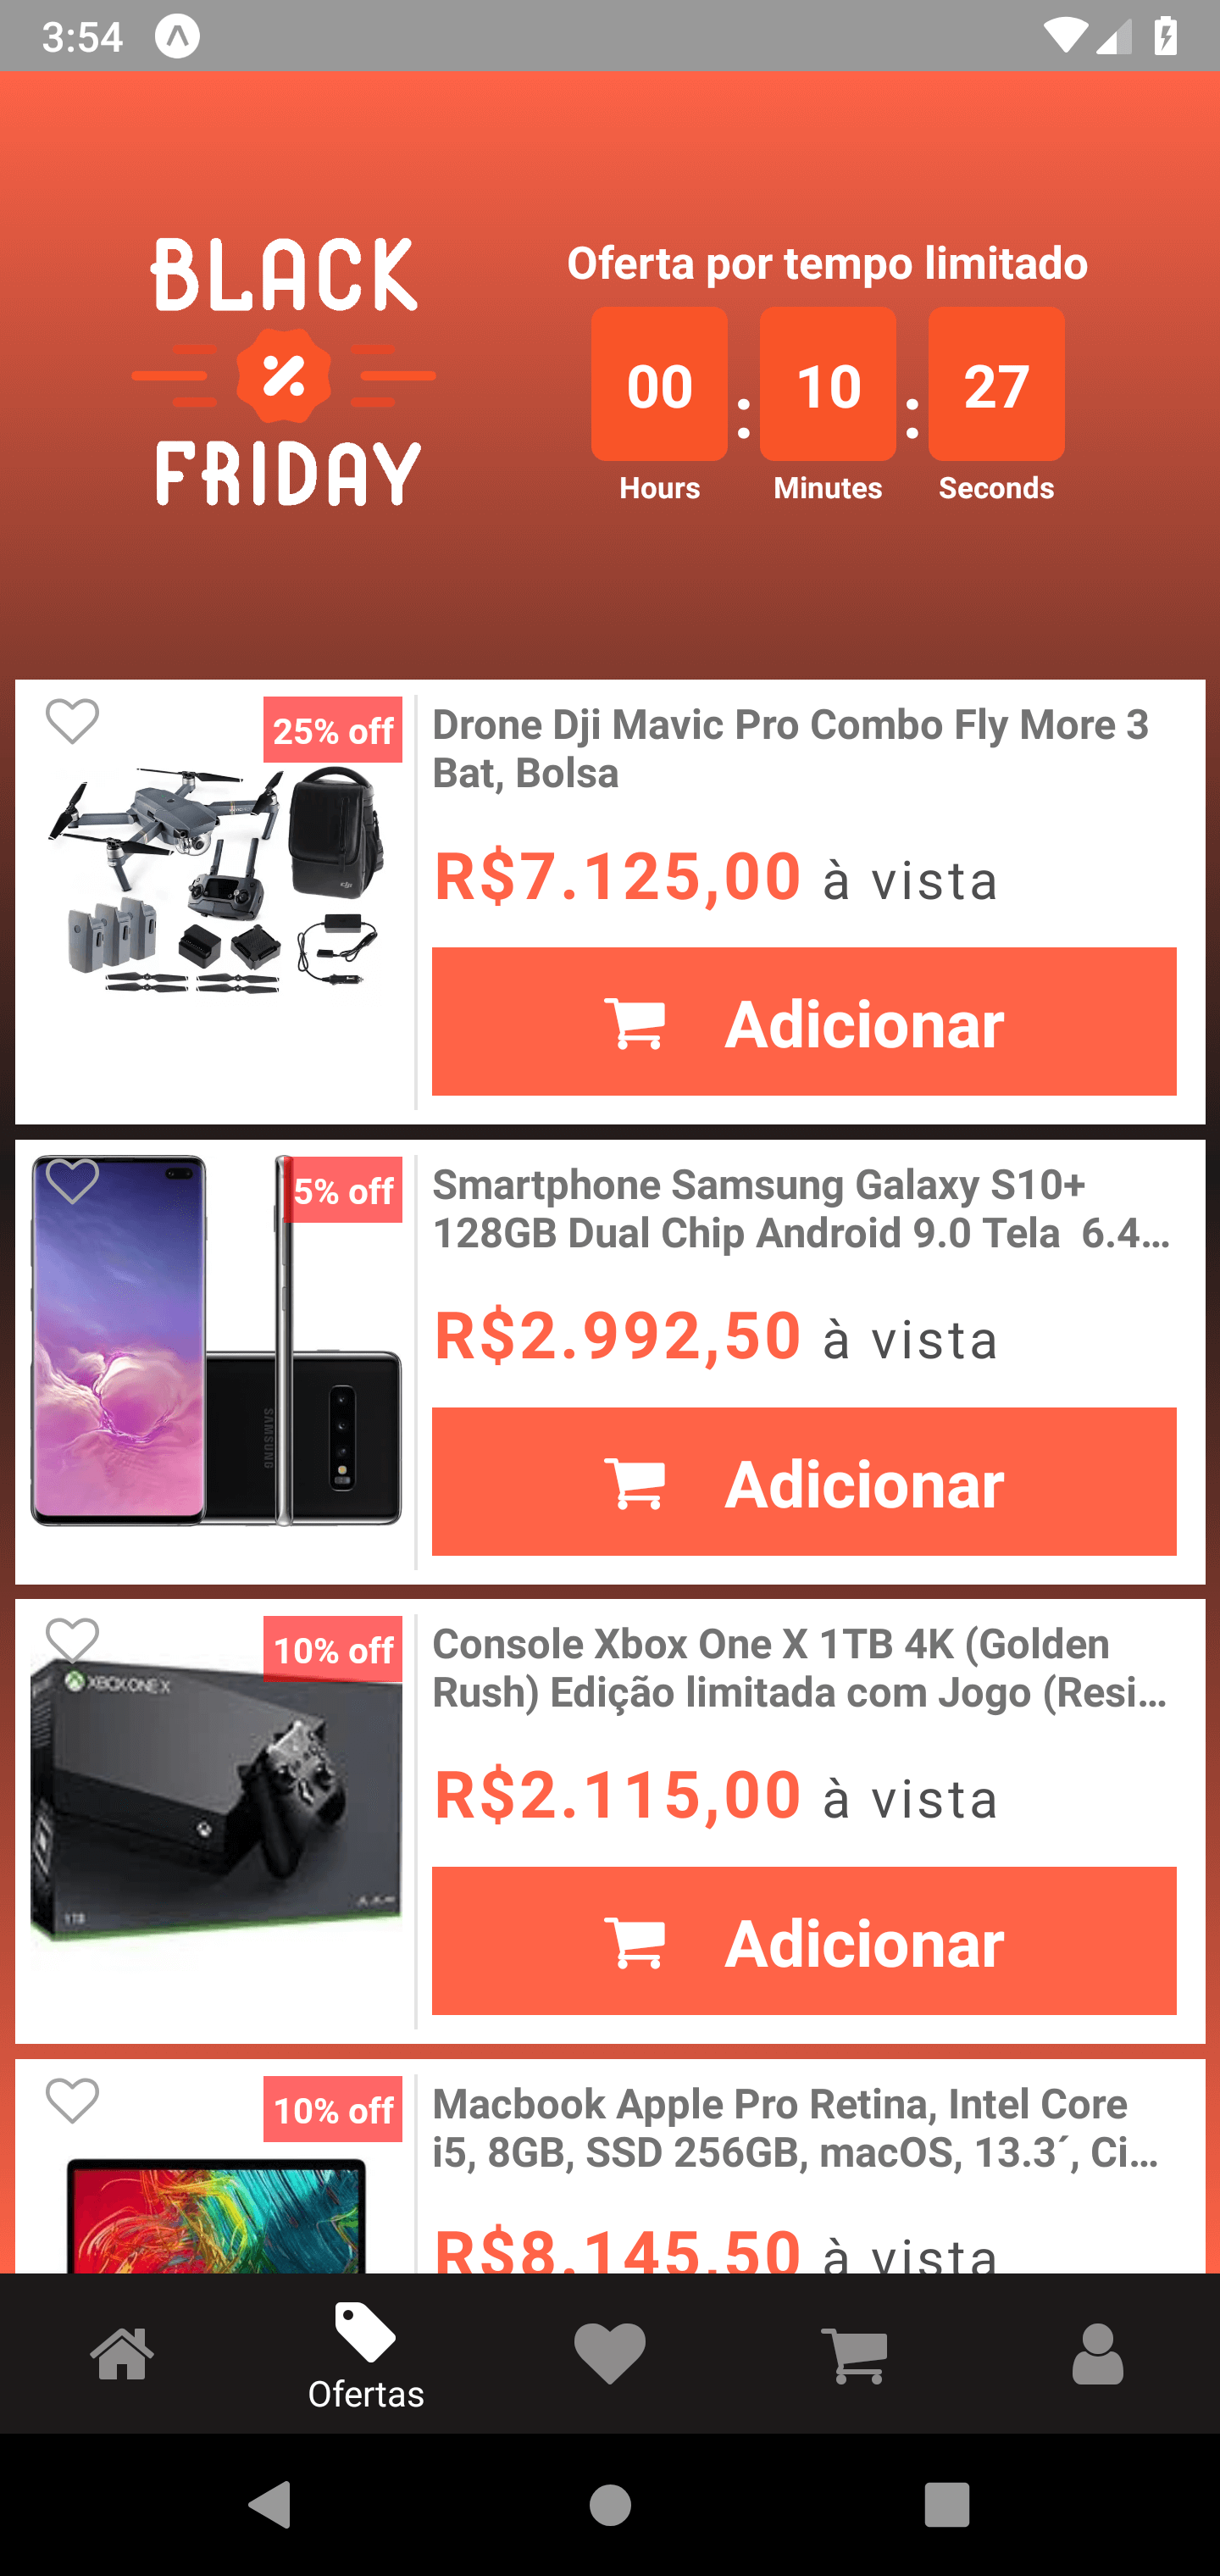 3:54
BLACK
FRIDAY
Oferta por tempo limitado
00 : 10 : 27
Hours Minutes Seconds
25% off
Drone Dji Mavic Pro Combo Fly More 3
Bat, Bolsa
R$7.125,00 à vista
Adicionar
5% off
Smartphone Samsung Galaxy S10+
128GB Dual Chip Android 9.0 Tela 6.4...
SAMSUNG
R$2.992,50 à vista
Adicionar
10% off
XBOX ONE X
1TB
Console Xbox One X 1TB 4K (Golden
Rush) Edição limitada com Jogo (Resi...
R$2.115,00 à vista
Adicionar
10% off
Macbook Apple Pro Retina, Intel Core
i5, 8GB, SSD 256GB, macOS, 13.3´, Ci...
R$8.145,50 à vista
Ofertas